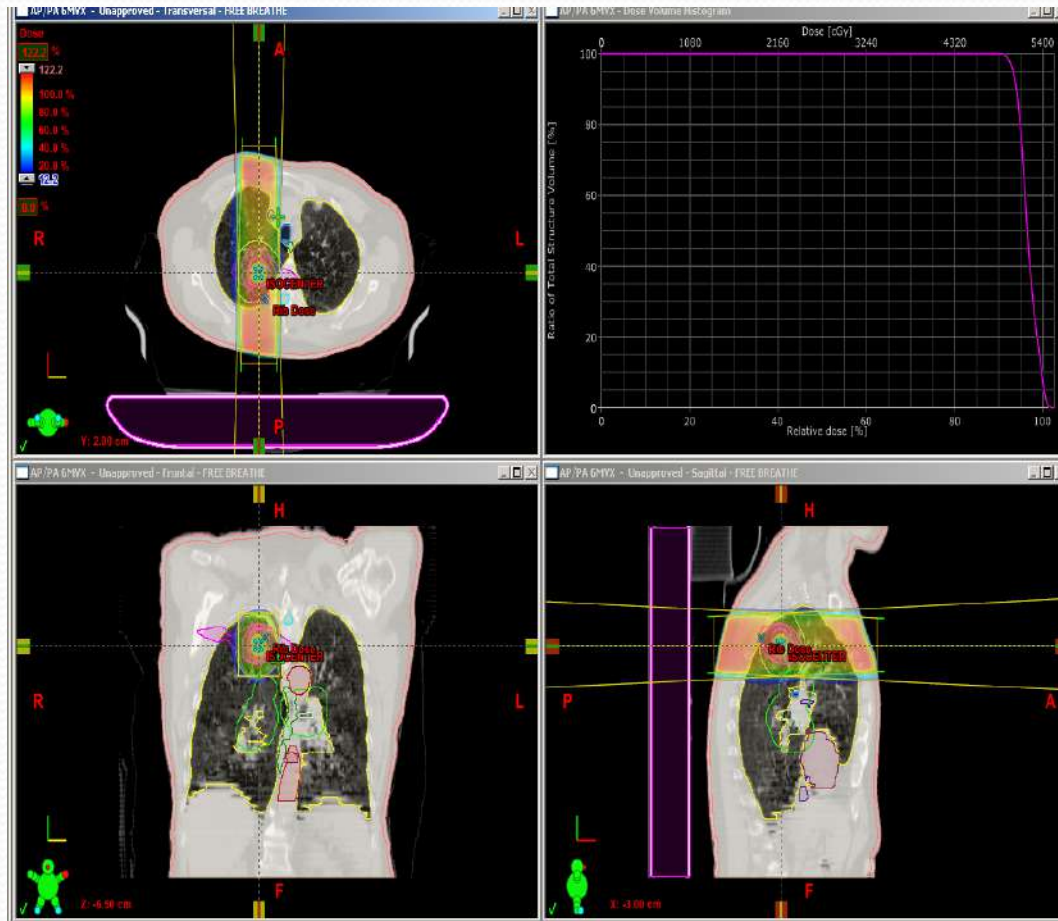 AP/PA 6MVX - Unapproved - Transversal - FREE BREATHE
Dose
122.2 %
122.2
100.0 %
80.0 %
60.0 %
40.0 %
20.0 %
12.2
0.0 %
A
R
L
ISOCENTER
Rib Dose
P
Y: 2.00 cm
AP/PA 6MVX - Dose Volume Histogram
Dose [cGy]
0 1080 2160 3240 4320 5400
Ratio of Total Structure Volume [%]
100
80
60
40
20
0
0 20 40 60 80 100
Relative dose [%]
AP/PA 6MVX - Unapproved - Frontal - FREE BREATHE
H
Rib Dose
ISOCENTER
R
L
F
Z: -6.50 cm
AP/PA 6MVX - Unapproved - Sagittal - FREE BREATHE
H
Rib Dose
ISOCENTER
P
A
F
X: -3.00 cm